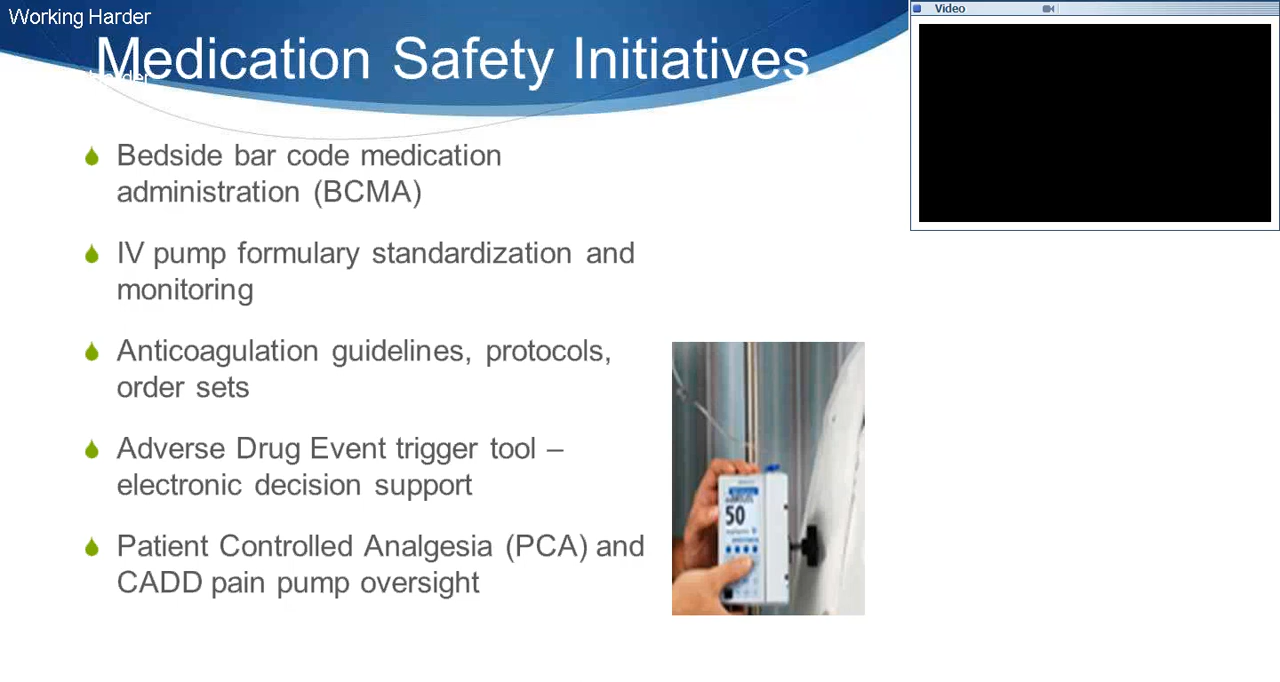 Working Harder
Video
Medication Safety Initiatives
Bedside bar code medication
administration (BCMA)
IV pump formulary standardization and
monitoring
Anticoagulation guidelines, protocols,
order sets
Adverse Drug Event trigger tool –
electronic decision support
Patient Controlled Analgesia (PCA) and
CADD pain pump oversight
50